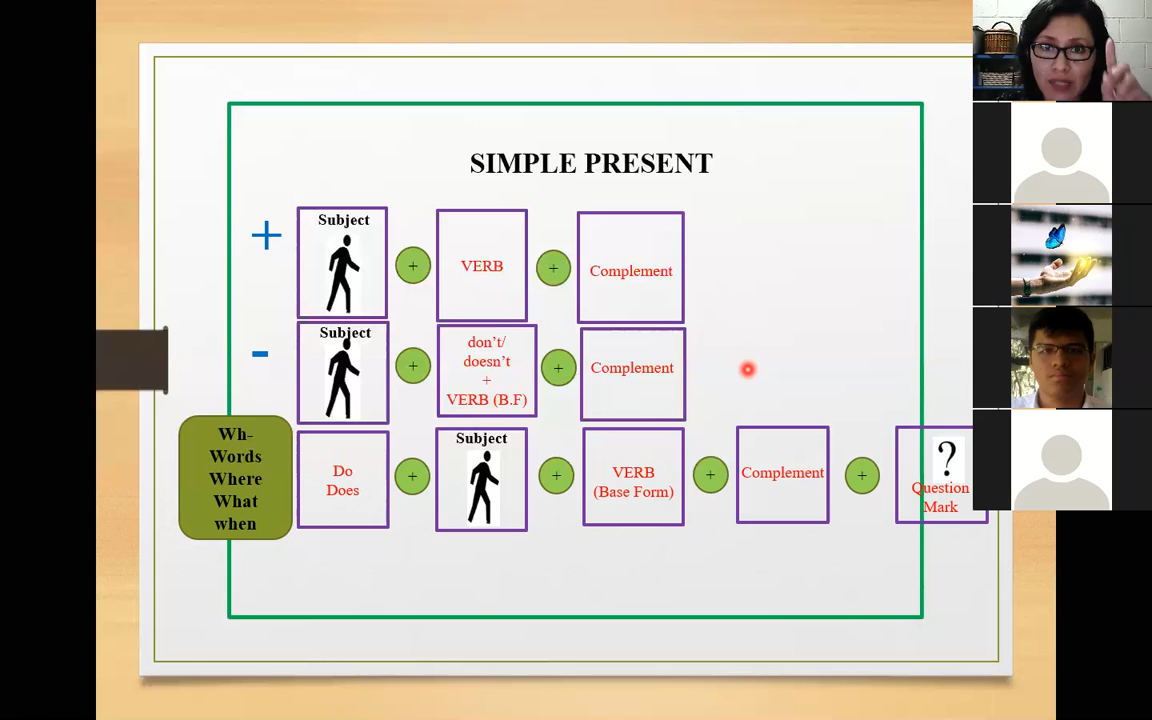 SIMPLE PRESENT
+
Subject
+
VERB
+
Complement
-
Subject
+
don't/
doesn't
+
VERB (B.F)
+
Complement
Wh-
Words
Where
What
when
Do
Does
+
Subject
+
VERB
(Base Form)
+
Complement
+
?
Question
Mark